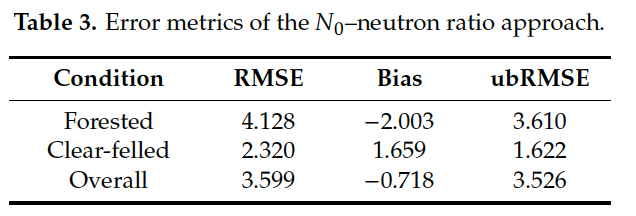 Table 3. Error metrics of the N₀–neutron ratio approach.
Condition RMSE Bias ubRMSE
Forested 4.128 −2.003 3.610
Clear-felled 2.320 1.659 1.622
Overall 3.599 −0.718 3.526